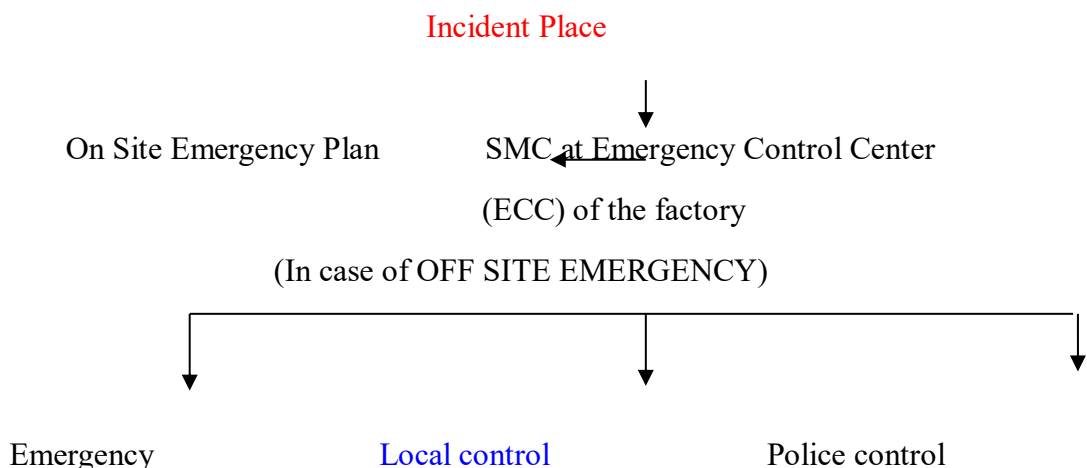 Incident Place
On Site Emergency Plan SMC at Emergency Control Center
(ECC) of the factory
(In case of OFF SITE EMERGENCY)
Emergency Local control Police control